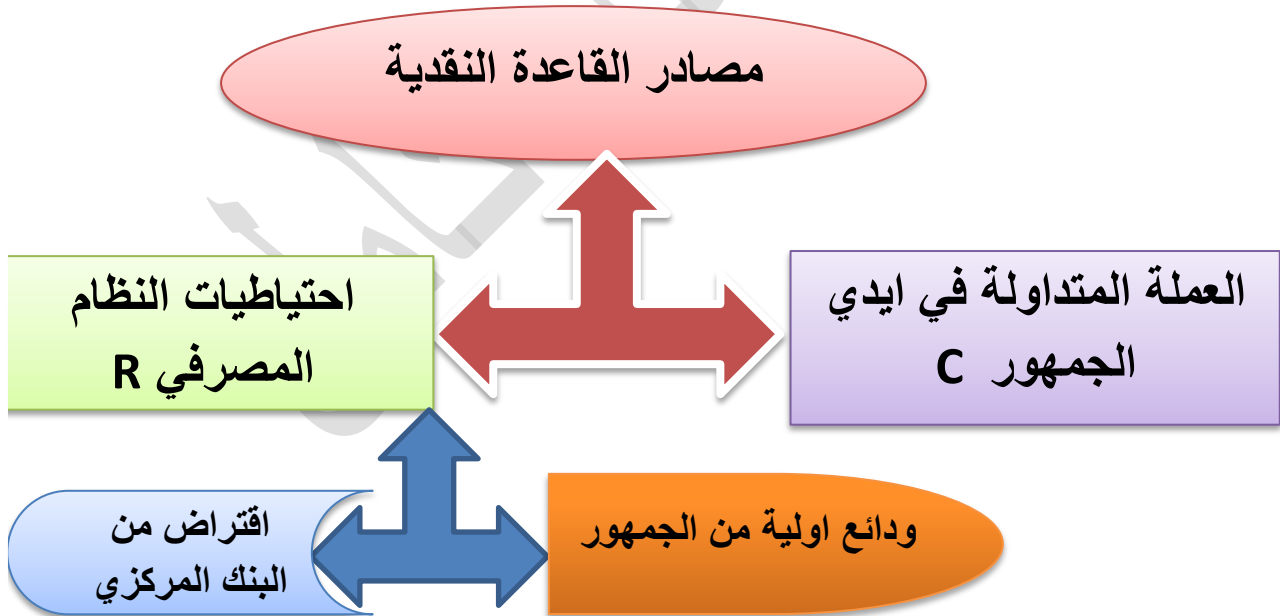 مصادر القاعدة النقدية
العملة المتداولة في ايدي
الجمهور C
احتياطيات النظام
المصرفي R
ودائع اولية من الجمهور
اقتراض من
البنك المركزي